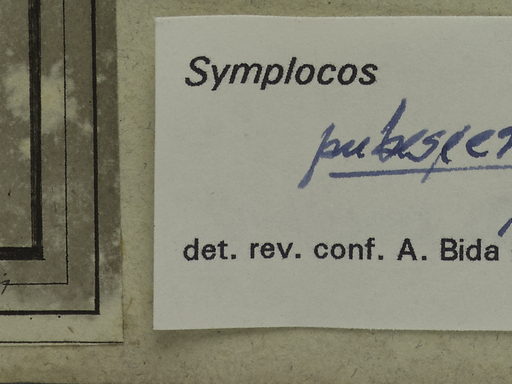 Symplocos
pubescen
det. rev. conf. A. Bida